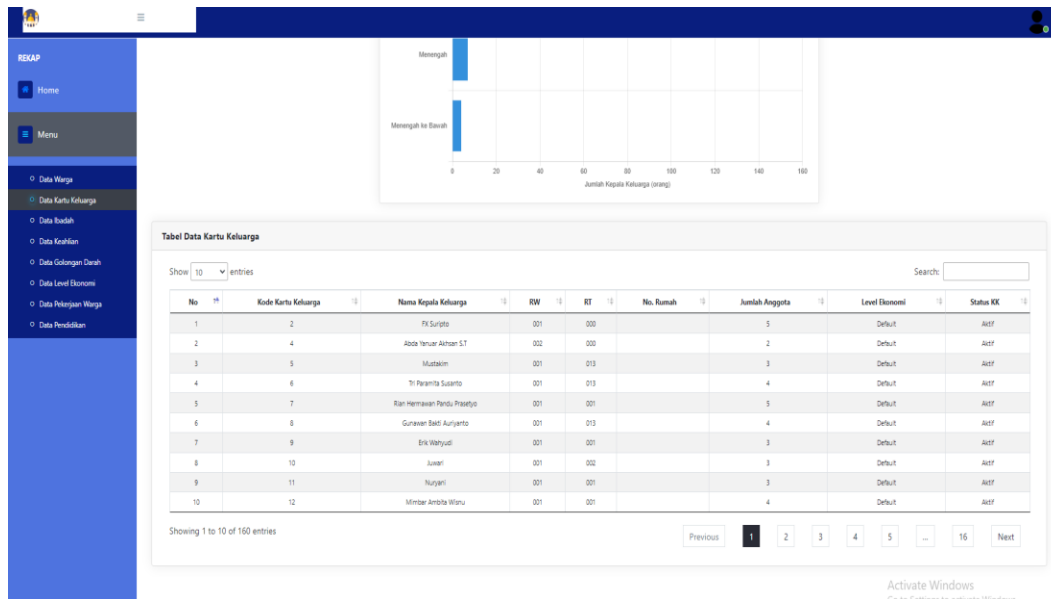 REKAP
Home
Menu
Data Warga
Data Kartu Keluarga
Data Ibadah
Data Keahlian
Data Golongan Darah
Data Level Ekonomi
Data Pekerjaan Warga
Data Pendidikan
Menengah
Menengah ke Bawah
0 20 40 60 80 100 120 140 160
Jumlah Kepala Keluarga (orang)
Tabel Data Kartu Keluarga
Show 10 entries Search:
No Kode Kartu Keluarga Nama Kepala Keluarga RW RT No. Rumah Jumlah Anggota Level Ekonomi Status KK
1 2 FX Suripto 001 000 5 Default Aktif
2 4 Abda Yanuar Akhsan S.T 002 000 2 Default Aktif
3 5 Mustakim 001 013 3 Default Aktif
4 6 Tri Paramita Susanto 001 013 4 Default Aktif
5 7 Rian Hermawan Pandu Prasetyo 001 001 5 Default Aktif
6 8 Gunawan Bakti Auriyanto 001 013 4 Default Aktif
7 9 Erik Wahyudi 001 001 3 Default Aktif
8 10 Juwari 001 002 3 Default Aktif
9 11 Nuryani 001 001 3 Default Aktif
10 12 Mimbar Ambita Wisnu 001 001 4 Default Aktif
Showing 1 to 10 of 160 entries
Previous 1 2 3 4 5 ... 16 Next
Activate Windows
Go to Settings to activate Windows.